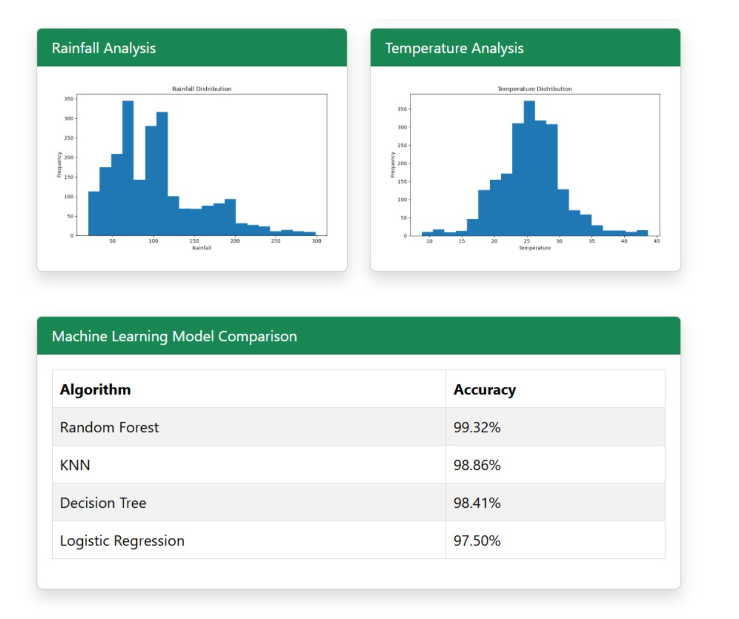 Rainfall Analysis
Rainfall Distribution
350
300
250
200
150
100
50
0
Frequency
50 100 150 200 250 300
Rainfall
Temperature Analysis
Temperature Distribution
350
300
250
200
150
100
50
0
Frequency
10 15 20 25 30 35 40 45
Temperature
Machine Learning Model Comparison
Algorithm Accuracy
Random Forest 99.32%
KNN 98.86%
Decision Tree 98.41%
Logistic Regression 97.50%